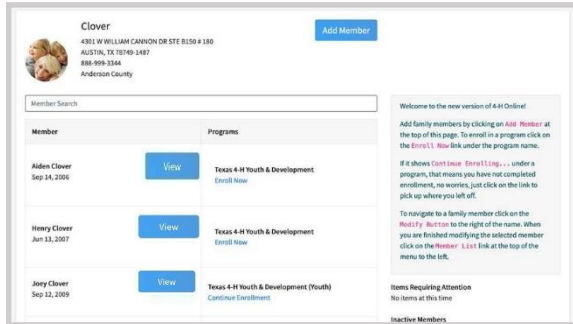 Clover
4301 W WILLIAM CANNON DR STE B150 # 180
AUSTIN, TX 78749-1487
888-999-3344
Anderson County
Add Member
Member Search
Member Programs
Aiden Clover
Sep 14, 2006
View
Texas 4-H Youth & Development
Enroll Now
Henry Clover
Jun 13, 2007
View
Texas 4-H Youth & Development
Enroll Now
Joey Clover
Sep 12, 2009
View
Texas 4-H Youth & Development (Youth)
Continue Enrollment
Welcome to the new version of 4-H Online!
Add family members by clicking on Add Member at
the top of this page. To enroll in a program click on
the Enroll Now link under the program name.
If it shows Continue Enrolling... under a
program, that means you have not completed
enrollment, no worries, just click on the link to
pick up where you left off.
To navigate to a family member click on the
Modify Button to the right of the name. When
you are finished modifying the selected member
click on the Member List link at the top of the
menu to the left.
Items Requiring Attention
No items at this time
Inactive Members